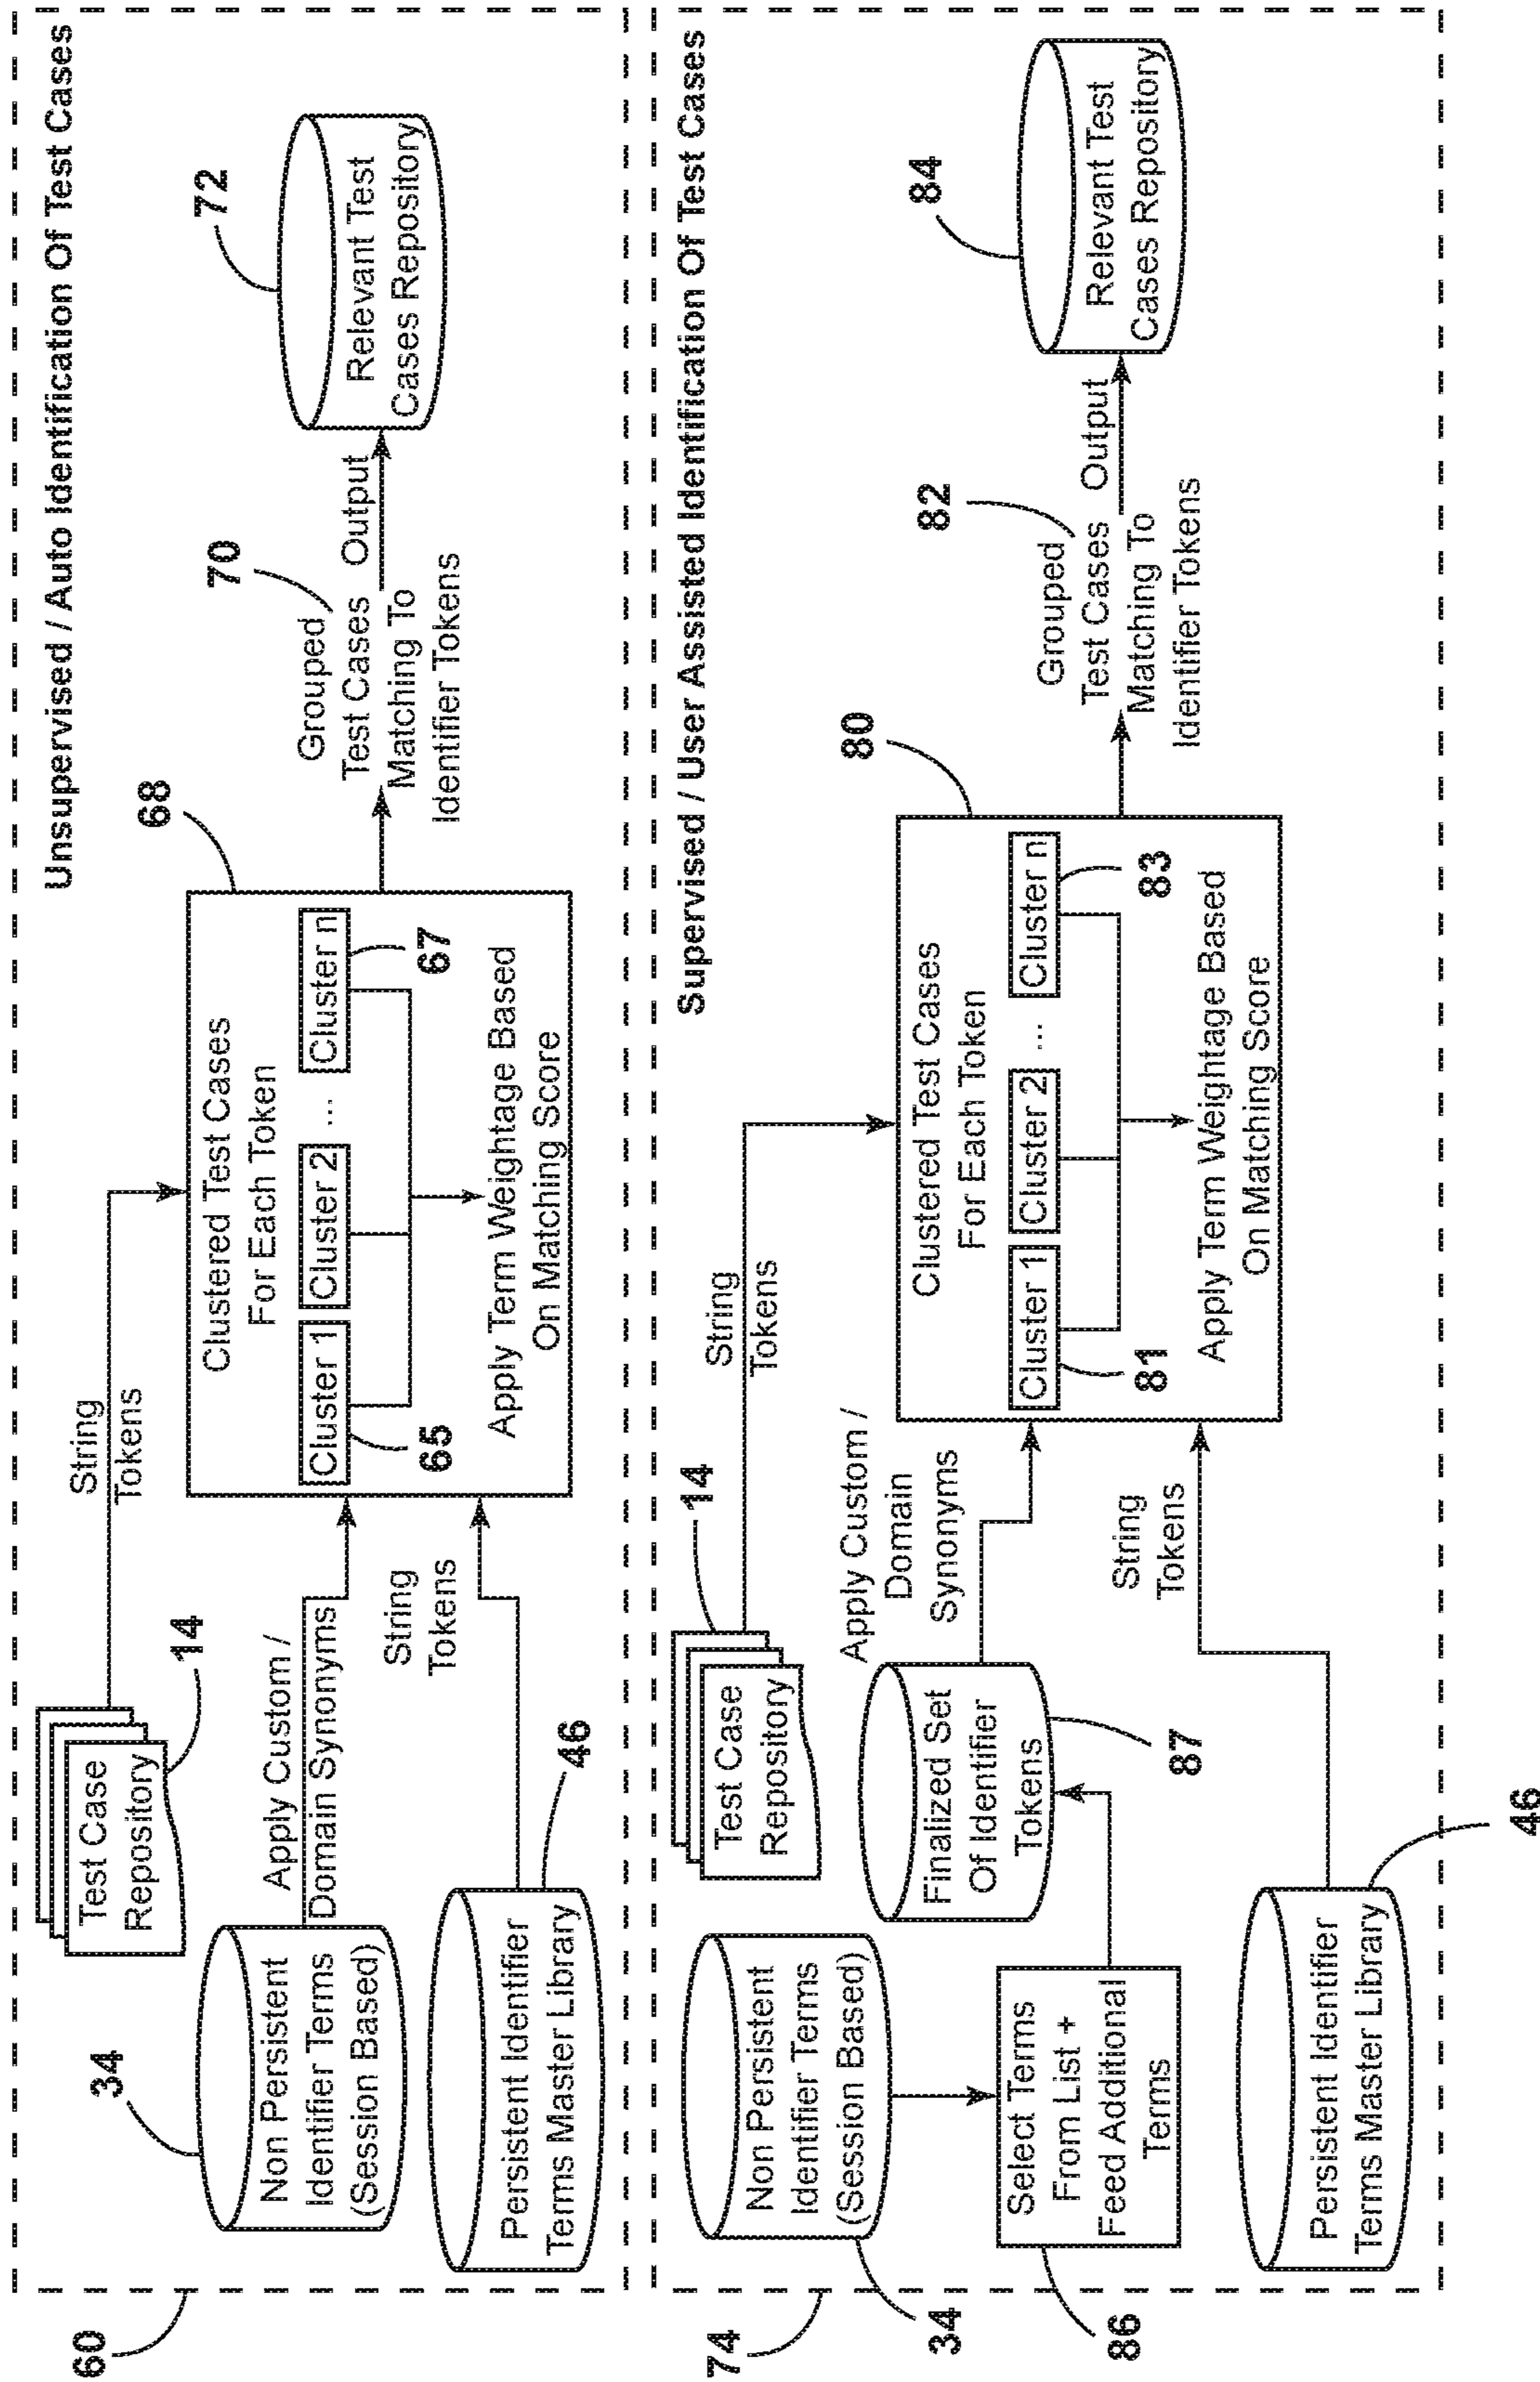 Unsupervised / Auto Identification Of Test Cases
60
Test Case
Repository
14
String
Tokens
34
Non Persistent
Identifier Terms
(Session Based)
Apply Custom /
Domain Synonyms
Persistent Identifier
Terms Master Library
46
String
Tokens
68
Clustered Test Cases
For Each Token
Cluster 1
Cluster 2
...
Cluster n
65
67
Apply Term Weightage Based
On Matching Score
70
Grouped
Test Cases
Matching To
Identifier Tokens
Output
72
Relevant Test
Cases Repository
Supervised / User Assisted Identification Of Test Cases
74
Test Case
Repository
14
String
Tokens
34
Non Persistent
Identifier Terms
(Session Based)
86
Select Terms
From List +
Feed Additional
Terms
Finalized Set
Of Identifier
Tokens
87
Apply Custom /
Domain
Synonyms
Persistent Identifier
Terms Master Library
46
String
Tokens
80
Clustered Test Cases
For Each Token
Cluster 1
Cluster 2
...
Cluster n
81
83
Apply Term Weightage Based
On Matching Score
82
Grouped
Test Cases
Matching To
Identifier Tokens
Output
84
Relevant Test
Cases Repository